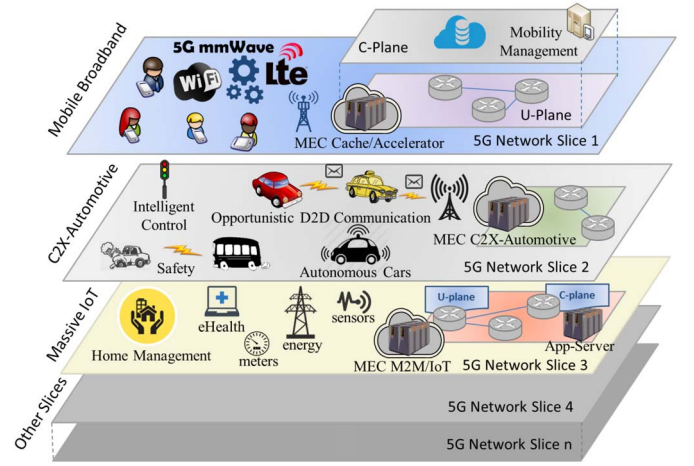 C-Plane
Mobility
Management
5G mmWave
WiFi
Lte
U-Plane
MEC Cache/Accelerator
5G Network Slice 1
Mobile Broadband
Intelligent
Control
Opportunistic D2D Communication
MEC C2X-Automotive
Safety
Autonomous Cars
5G Network Slice 2
C2X-Automotive
U-plane
C-plane
eHealth
sensors
Home Management
meters
energy
MEC M2M/IoT
App-Server
5G Network Slice 3
Massive IoT
5G Network Slice 4
5G Network Slice n
Other Slices